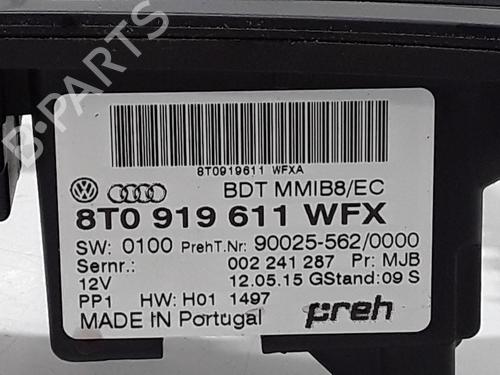 8T0919611 WFXA
BDT MMIB8/EC
8T0 919 611 WFX
SW: 0100 PrehT.Nr: 90025-562/0000
Sernr.: 002 241 287 Pr: MJB
12V 12.05.15 GStand: 09 S
PP1 HW: H01 1497
MADE IN Portugal preh
B-PARTS